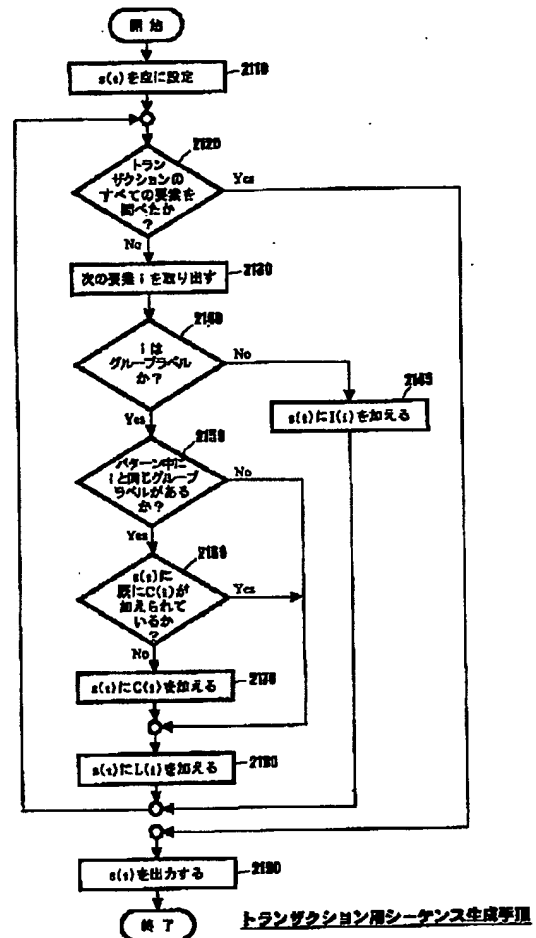 開始
s(t)を空に設定
2110
2120
トラン
ザクションの
すべての要素を
調べたか
?
Yes
No
次の要素iを取り出す
2130
2140
iは
グループラベル
か?
No
2145
s(t)にI(i)を加える
Yes
2150
パターン中に
iと同じグループ
ラベルがある
か?
No
Yes
2160
s(t)に
既にC(i)が
加えられて
いるか
?
Yes
No
s(t)にC(i)を加える
2170
s(t)にL(i)を加える
2180
s(t)を出力する
2190
終了
トランザクション用シーケンス生成手順